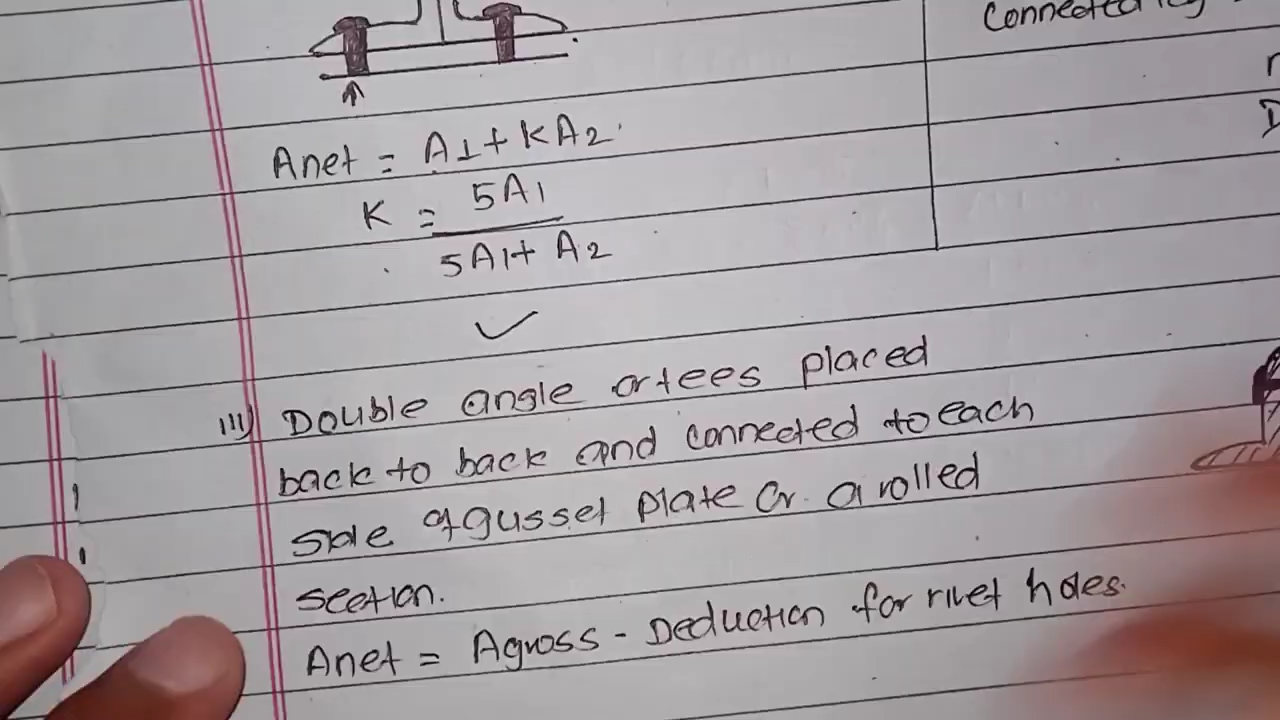 Connected leg
Anet = A1 + KA2
K = 5A1
5A1 + A2
iii) Double angle or tees placed
back to back and connected to each
side of gusset plate or a rolled
section.
Anet = Agross - Deduction for rivet holes.